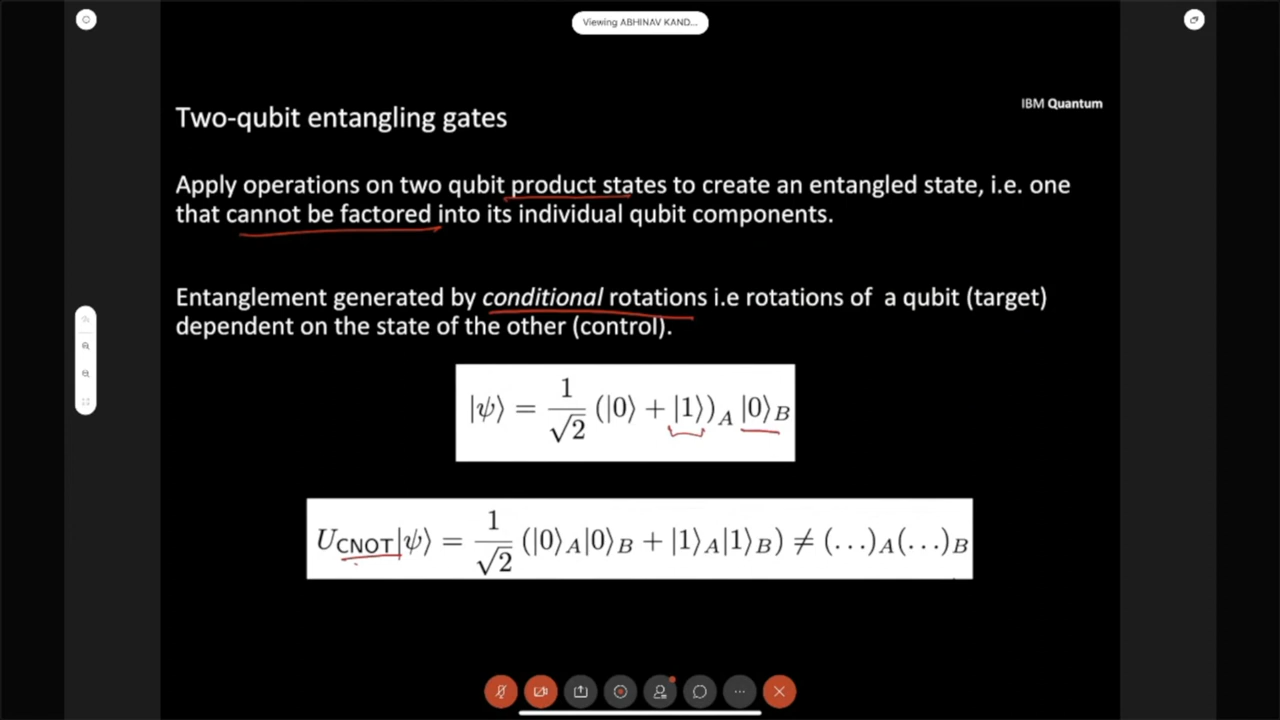 Viewing ABHINAV KAND...
IBM Quantum
Two-qubit entangling gates
Apply operations on two qubit product states to create an entangled state, i.e. one
that cannot be factored into its individual qubit components.
Entanglement generated by conditional rotations i.e rotations of a qubit (target)
dependent on the state of the other (control).
|ψ⟩ = 1/√2 (|0⟩ + |1⟩)_A |0⟩_B
U_CNOT|ψ⟩ = 1/√2 (|0⟩_A|0⟩_B + |1⟩_A|1⟩_B) ≠ (...)_A(...)_B